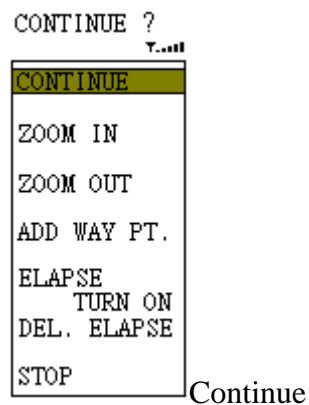 CONTINUE ?
CONTINUE
ZOOM IN
ZOOM OUT
ADD WAY PT.
ELAPSE
TURN ON
DEL. ELAPSE
STOP
Continue